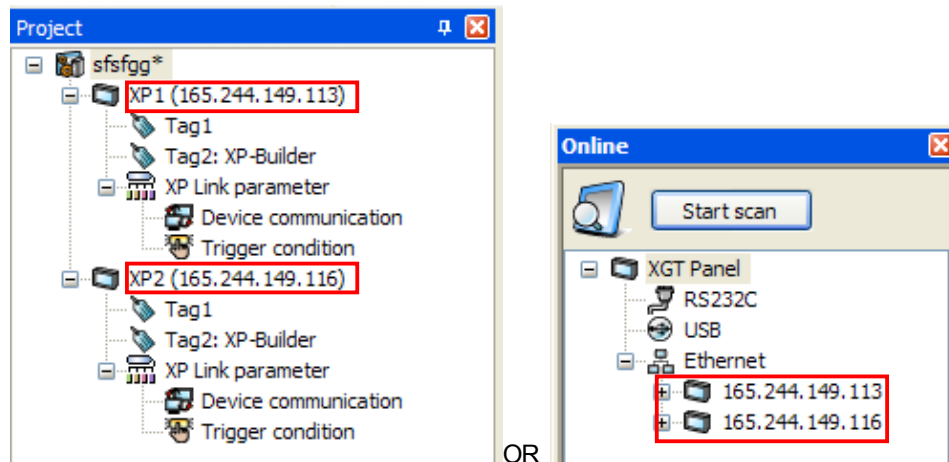 Project
sfsfgg*
XP1 (165.244.149.113)
Tag1
Tag2: XP-Builder
XP Link parameter
Device communication
Trigger condition
XP2 (165.244.149.116)
Tag1
Tag2: XP-Builder
XP Link parameter
Device communication
Trigger condition
OR
Online
Start scan
XGT Panel
RS232C
USB
Ethernet
165.244.149.113
165.244.149.116